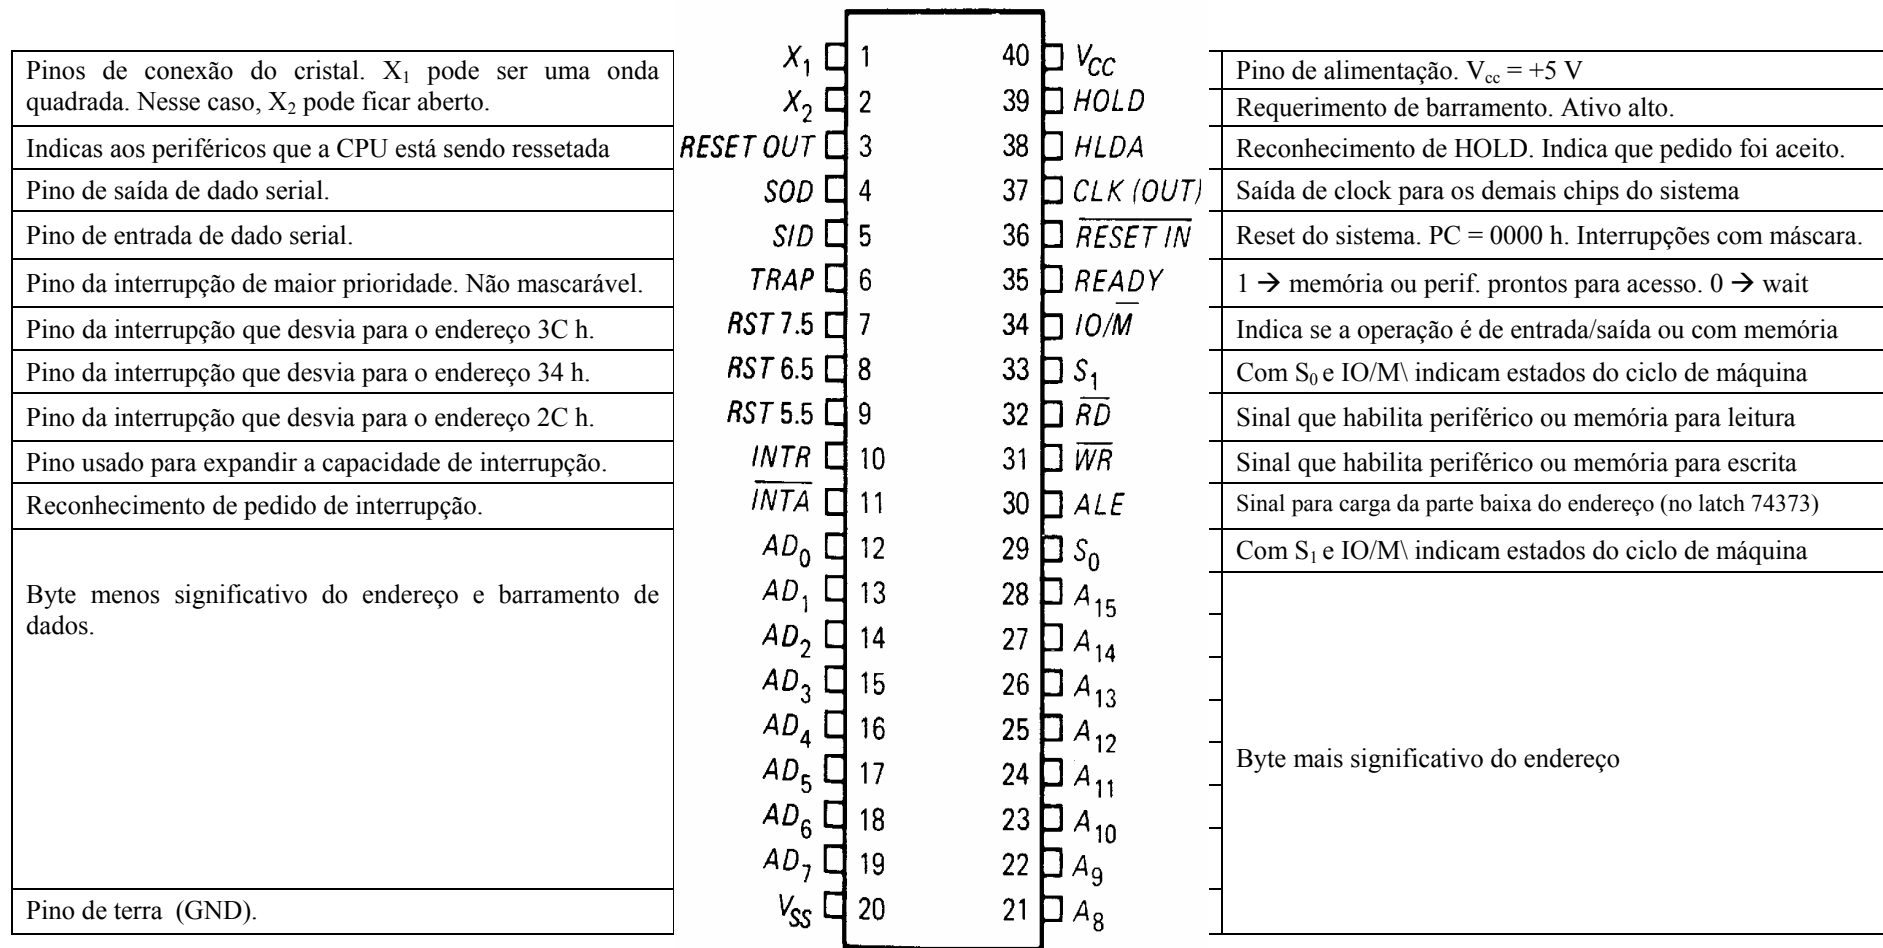 Pinos de conexão do cristal. X₁ pode ser uma onda
quadrada. Nesse caso, X₂ pode ficar aberto.
Indicas aos periféricos que a CPU está sendo ressetada
Pino de saída de dado serial.
Pino de entrada de dado serial.
Pino da interrupção de maior prioridade. Não mascarável.
Pino da interrupção que desvia para o endereço 3C h.
Pino da interrupção que desvia para o endereço 34 h.
Pino da interrupção que desvia para o endereço 2C h.
Pino usado para expandir a capacidade de interrupção.
Reconhecimento de pedido de interrupção.
Byte menos significativo do endereço e barramento de
dados.
Pino de terra (GND).
X₁ 1 40 V_CC
X₂ 2 39 HOLD
RESET OUT 3 38 HLDA
SOD 4 37 CLK (OUT)
SID 5 36 R̅E̅S̅E̅T̅ I̅N̅
TRAP 6 35 READY
RST 7.5 7 34 IO/M̅
RST 6.5 8 33 S₁
RST 5.5 9 32 R̅D̅
INTR 10 31 W̅R̅
I̅N̅T̅A̅ 11 30 ALE
AD₀ 12 29 S₀
AD₁ 13 28 A₁₅
AD₂ 14 27 A₁₄
AD₃ 15 26 A₁₃
AD₄ 16 25 A₁₂
AD₅ 17 24 A₁₁
AD₆ 18 23 A₁₀
AD₇ 19 22 A₉
V_SS 20 21 A₈
Pino de alimentação. V_cc = +5 V
Requerimento de barramento. Ativo alto.
Reconhecimento de HOLD. Indica que pedido foi aceito.
Saída de clock para os demais chips do sistema
Reset do sistema. PC = 0000 h. Interrupções com máscara.
1 → memória ou perif. prontos para acesso. 0 → wait
Indica se a operação é de entrada/saída ou com memória
Com S₀ e IO/M\ indicam estados do ciclo de máquina
Sinal que habilita periférico ou memória para leitura
Sinal que habilita periférico ou memória para escrita
Sinal para carga da parte baixa do endereço (no latch 74373)
Com S₁ e IO/M\ indicam estados do ciclo de máquina
Byte mais significativo do endereço